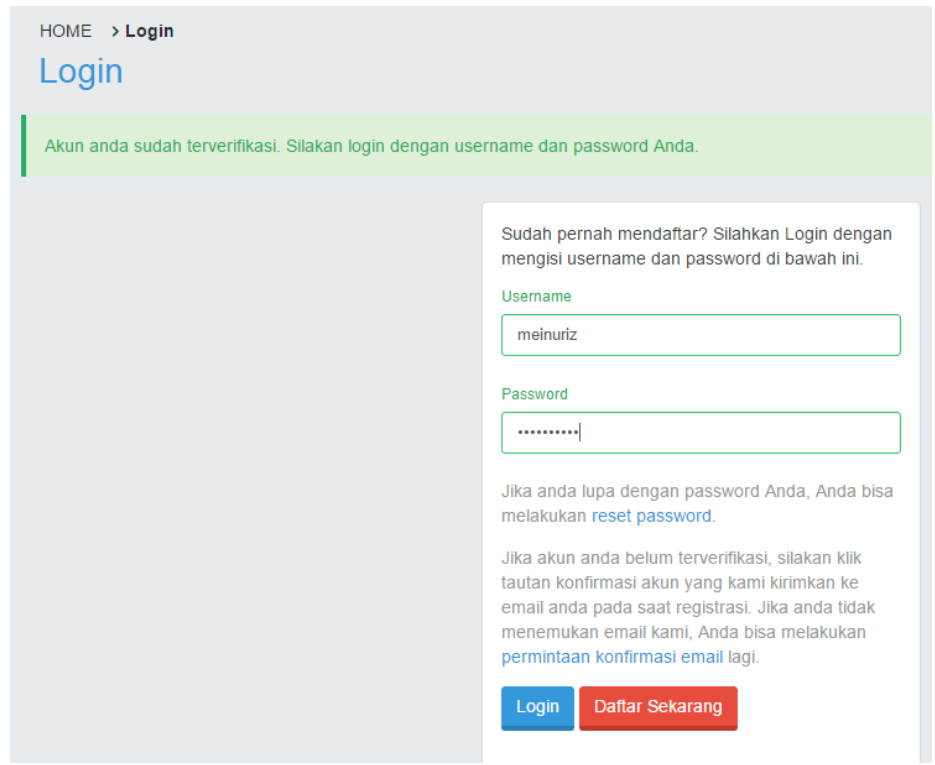 HOME > Login
Login
Akun anda sudah terverifikasi. Silakan login dengan username dan password Anda.
Sudah pernah mendaftar? Silahkan Login dengan
mengisi username dan password di bawah ini.
Username
meinuriz
Password
••••••••••
Jika anda lupa dengan password Anda, Anda bisa
melakukan reset password.
Jika akun anda belum terverifikasi, silakan klik
tautan konfirmasi akun yang kami kirimkan ke
email anda pada saat registrasi. Jika anda tidak
menemukan email kami, Anda bisa melakukan
permintaan konfirmasi email lagi.
Login Daftar Sekarang